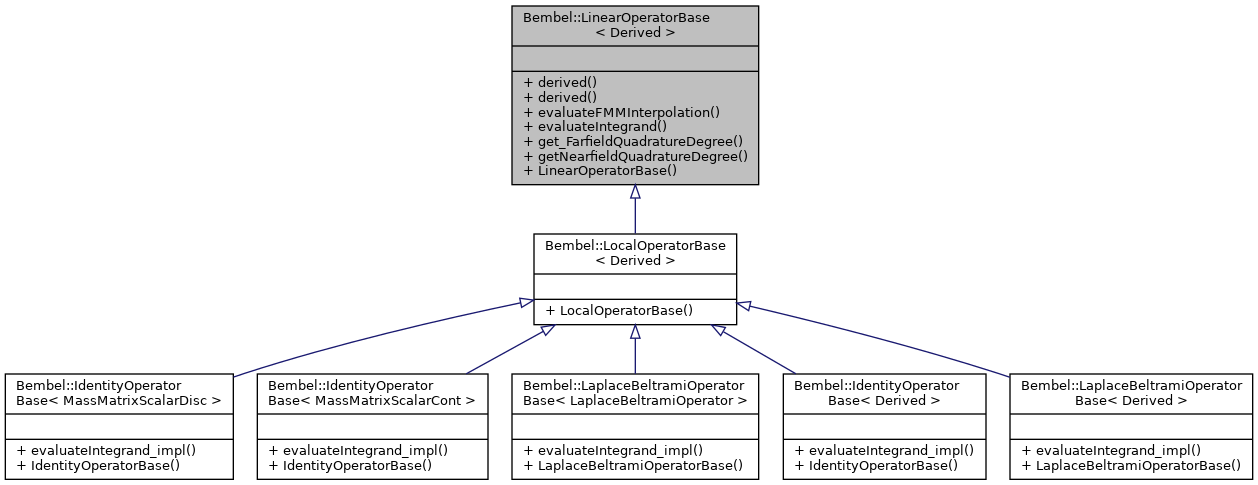 Bembel::LinearOperatorBase
< Derived >
+ derived()
+ derived()
+ evaluateFMMInterpolation()
+ evaluateIntegrand()
+ get_FarfieldQuadratureDegree()
+ getNearfieldQuadratureDegree()
+ LinearOperatorBase()
Bembel::LocalOperatorBase
< Derived >
+ LocalOperatorBase()
Bembel::IdentityOperator
Base< MassMatrixScalarDisc >
+ evaluateIntegrand_impl()
+ IdentityOperatorBase()
Bembel::IdentityOperator
Base< MassMatrixScalarCont >
+ evaluateIntegrand_impl()
+ IdentityOperatorBase()
Bembel::LaplaceBeltramiOperator
Base< LaplaceBeltramiOperator >
+ evaluateIntegrand_impl()
+ LaplaceBeltramiOperatorBase()
Bembel::IdentityOperator
Base< Derived >
+ evaluateIntegrand_impl()
+ IdentityOperatorBase()
Bembel::LaplaceBeltramiOperator
Base< Derived >
+ evaluateIntegrand_impl()
+ LaplaceBeltramiOperatorBase()